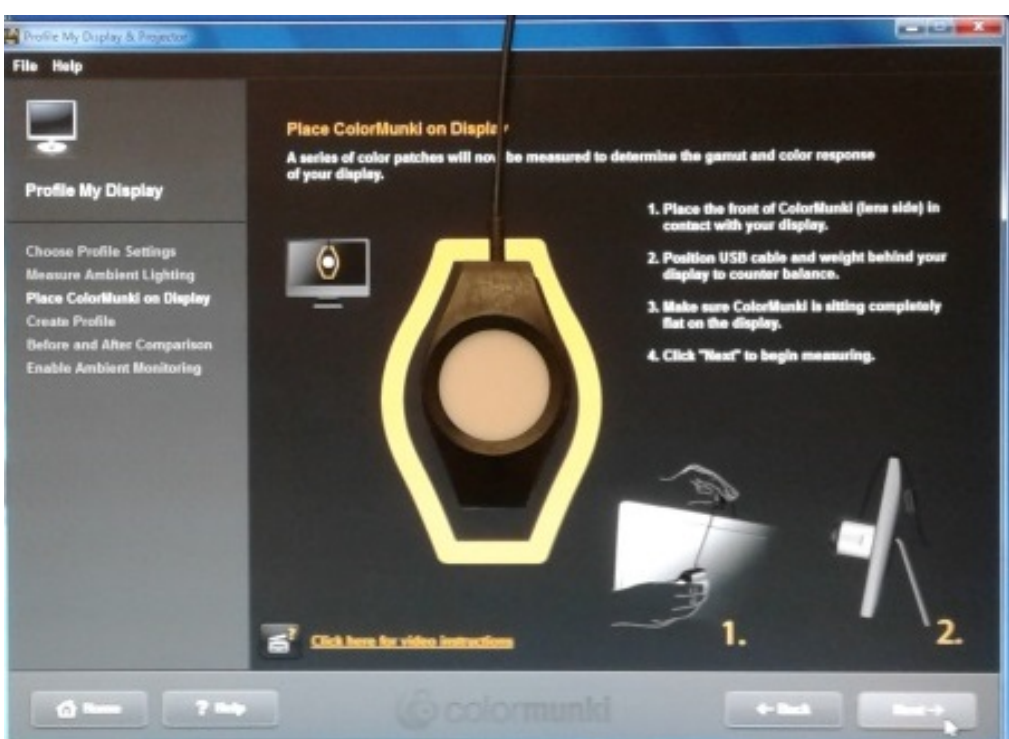 Profile My Display & Projector
File Help
Place ColorMunki on Display
A series of color patches will now be measured to determine the gamut and color response
of your display.
Profile My Display
1. Place the front of ColorMunki (lens side) in
contact with your display.
Choose Profile Settings
2. Position USB cable and weight behind your
display to counter balance.
Measure Ambient Lighting
Place ColorMunki on Display
3. Make sure ColorMunki is sitting completely
flat on the display.
Create Profile
Before and After Comparison
4. Click "Next" to begin measuring.
Enable Ambient Monitoring
1.
2.
?
Click here for video instructions
Home
? Help
colormunki
← Back
Next →